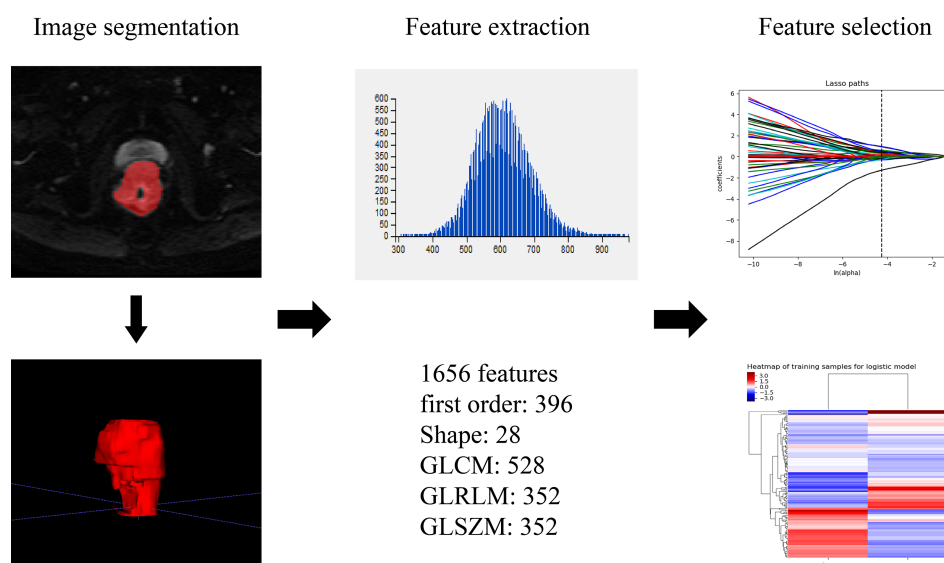 Image segmentation
Feature extraction
Feature selection
600
550
500
450
400
350
300
250
200
150
100
50
0
300 400 500 600 700 800 900
Lasso paths
6
4
2
0
−2
−4
−6
−8
coefficients
−10 −8 −6 −4 −2
ln(alpha)
1656 features
first order: 396
Shape: 28
GLCM: 528
GLRLM: 352
GLSZM: 352
Heatmap of training samples for logistic model
3.0
1.5
0.0
−1.5
−3.0